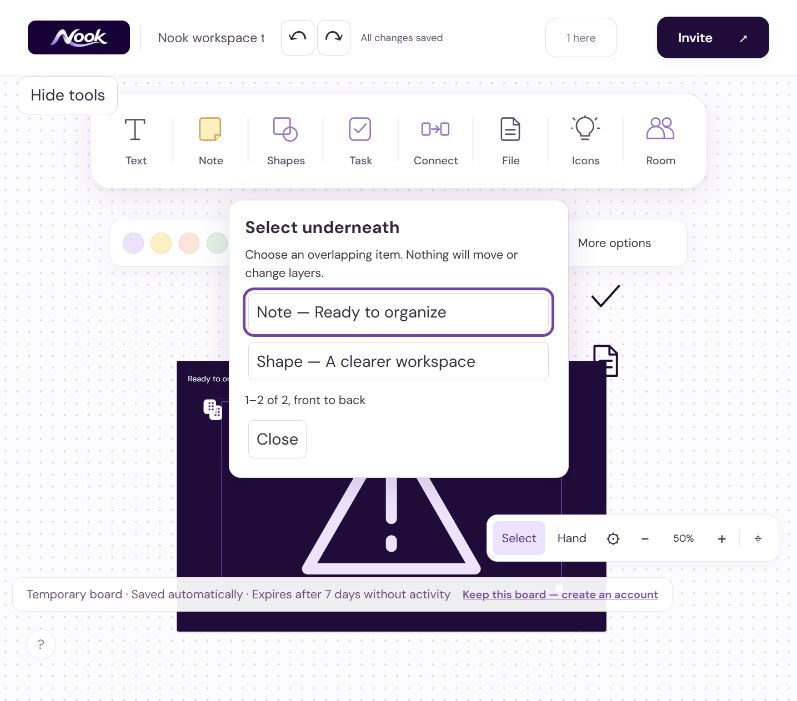 Nook
Nook workspace t
All changes saved
1 here
Invite ↗
Hide tools
Text
Note
Shapes
Task
Connect
File
Icons
Room
Select underneath
Choose an overlapping item. Nothing will move or
change layers.
Note — Ready to organize
Shape — A clearer workspace
1–2 of 2, front to back
Close
More options
Ready to or
Select
Hand
−
50%
+
Temporary board · Saved automatically · Expires after 7 days without activity
Keep this board — create an account
?